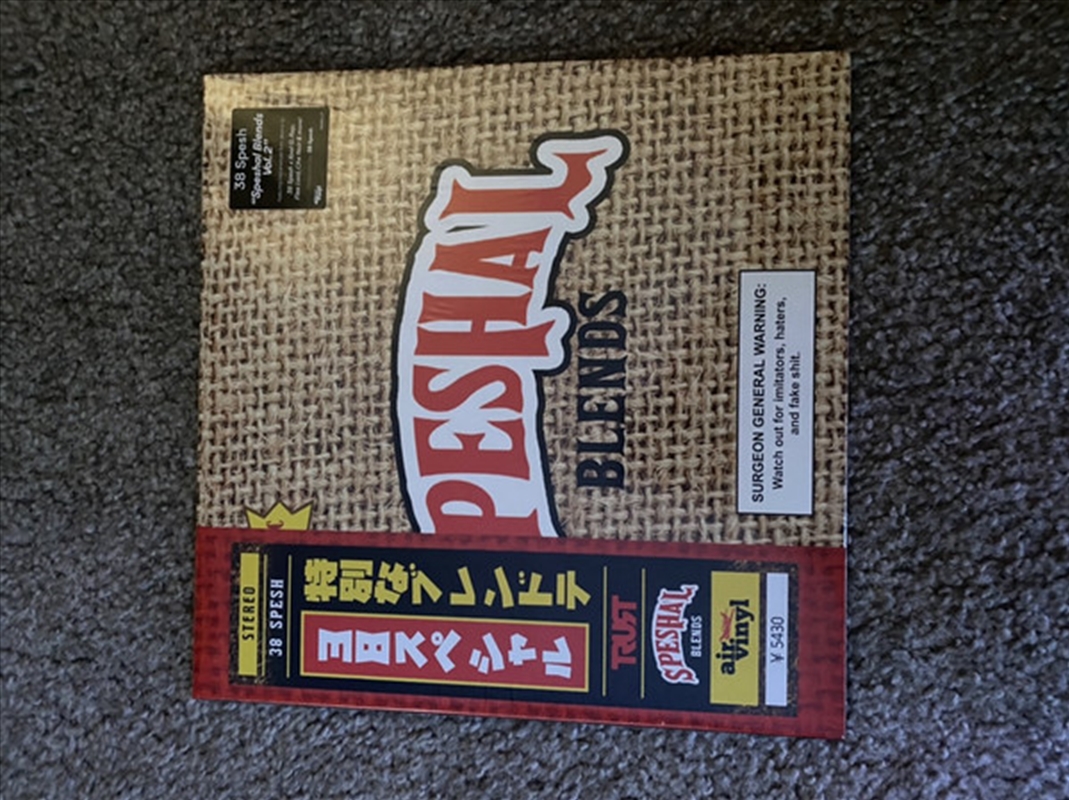 STEREO
38 SPESH
特別なブレンドテ
ヨ日スペシャル
TRUST
SPESHAL
BLENDS
air
vinyl
¥ 5430
38 Spesh
"Speshal Blends
Vol.2"
PESHAL
BLENDS
SURGEON GENERAL WARNING:
Watch out for imitators, haters,
and fake shit.